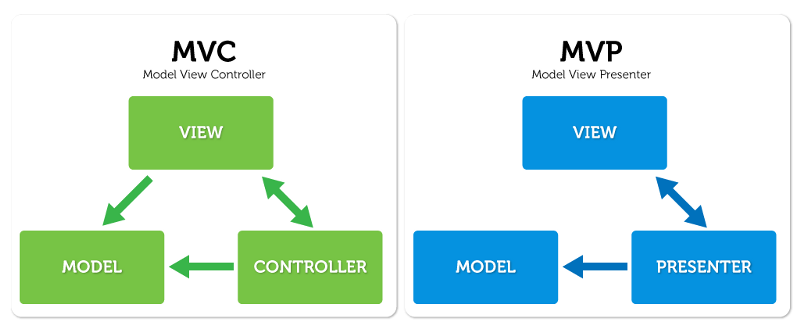 MVC
Model View Controller
VIEW
MODEL
CONTROLLER
MVP
Model View Presenter
VIEW
MODEL
PRESENTER